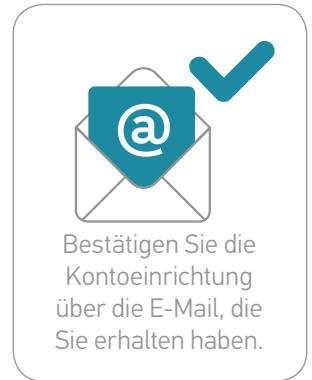 @
Bestätigen Sie die
Kontoeinrichtung
über die E-Mail, die
Sie erhalten haben.